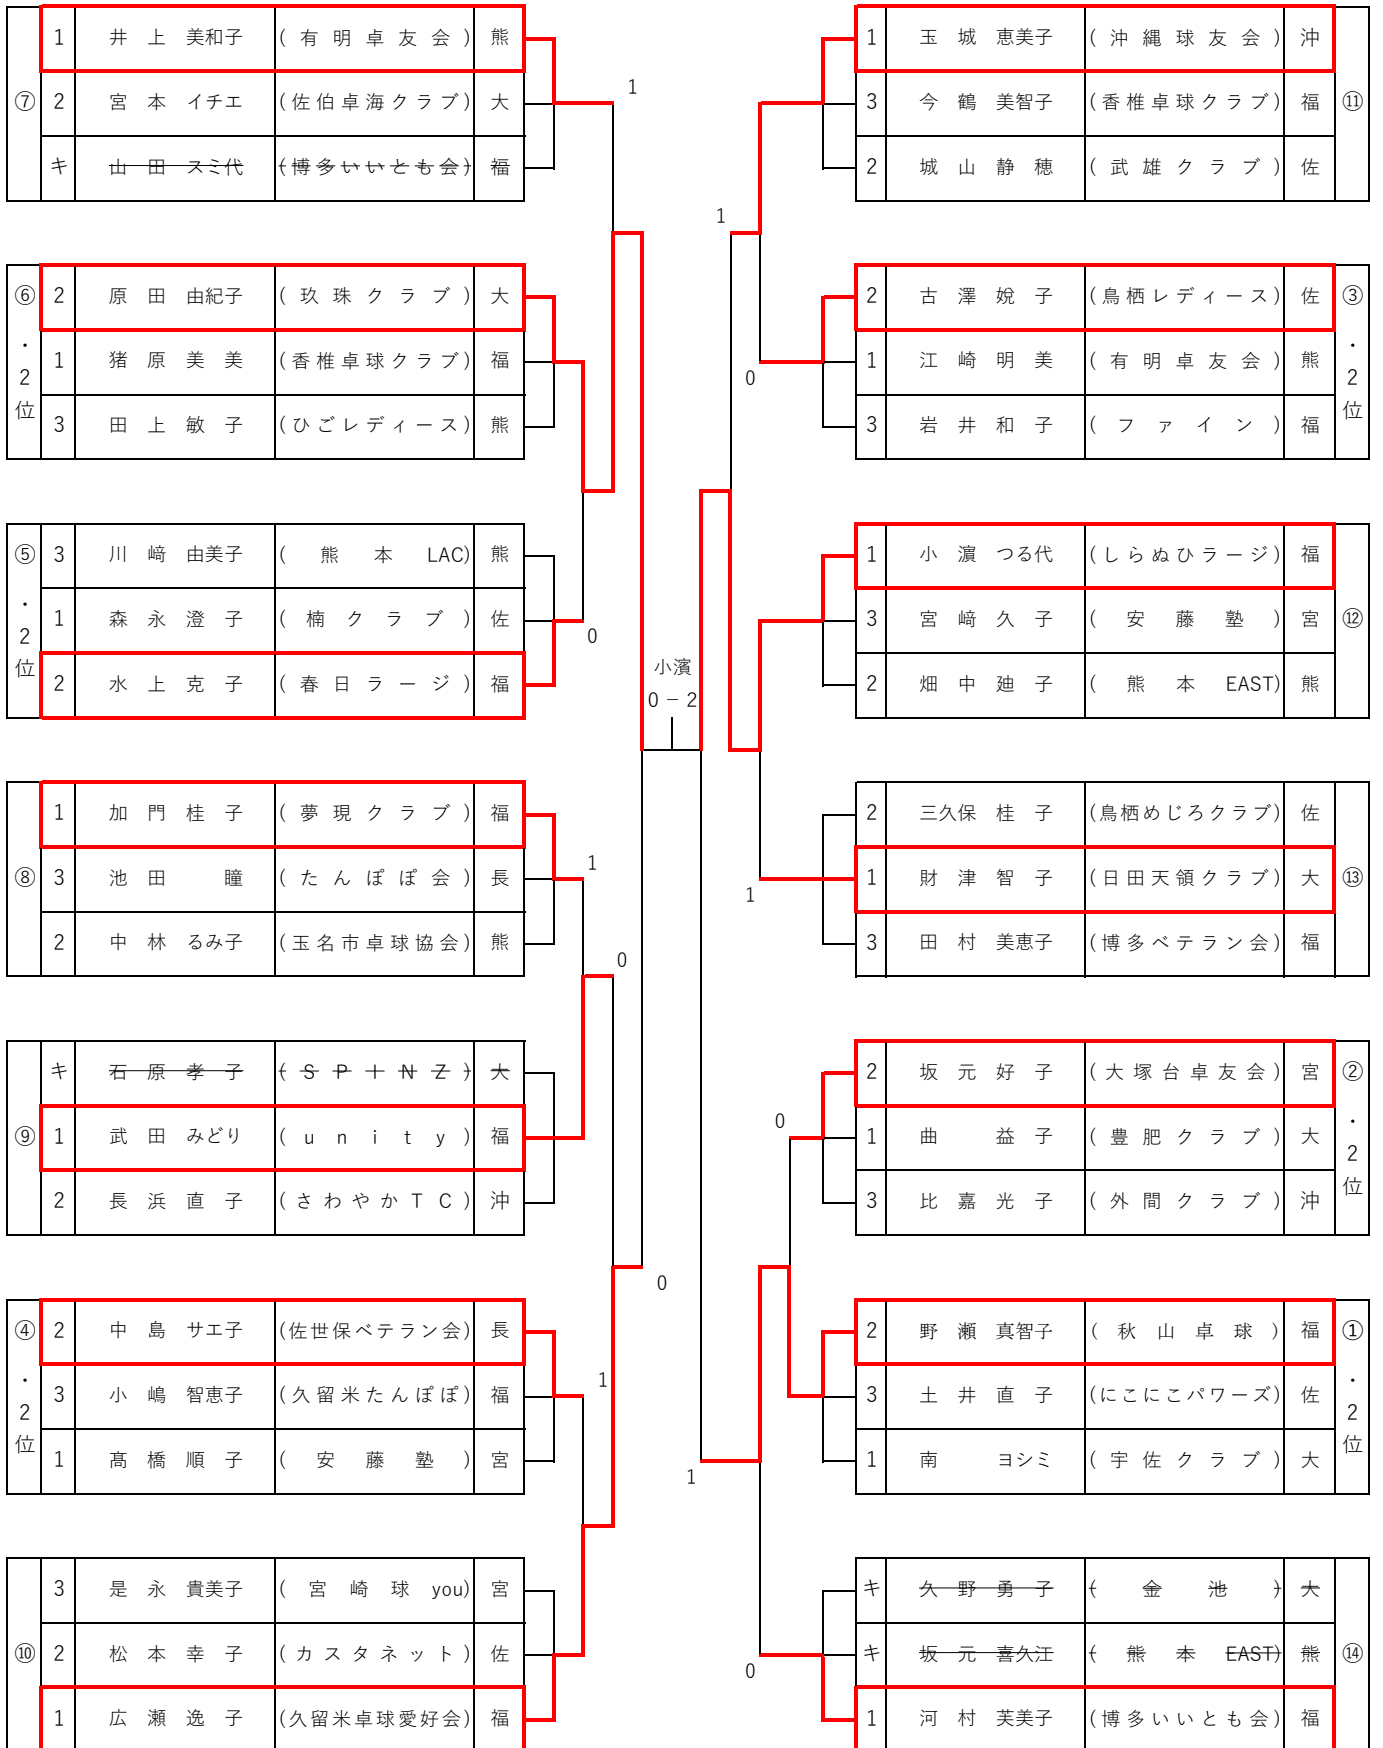 ⑦
1 井 上 美和子 ( 有 明 卓 友 会 ) 熊
2 宮 本 イチエ (佐伯卓海クラブ) 大
キ 山 田 スミ代 (博多いいとも会) 福
1
⑥・2位
2 原 田 由紀子 ( 玖 珠 ク ラ ブ ) 大
1 猪 原 美 美 (香椎卓球クラブ) 福
3 田 上 敏 子 (ひごレディース) 熊
⑤・2位
3 川 﨑 由美子 ( 熊 本 LAC) 熊
1 森 永 澄 子 ( 楠 ク ラ ブ ) 佐
2 水 上 克 子 ( 春 日 ラ ー ジ ) 福
0
⑧
1 加 門 桂 子 ( 夢 現 ク ラ ブ ) 福
3 池 田 瞳 ( た ん ぽ ぽ 会 ) 長
2 中 林 るみ子 (玉名市卓球協会) 熊
1
0
⑨
キ 石 原 孝 子 ( S P I N Z ) 大
1 武 田 みどり ( u n i t y ) 福
2 長 浜 直 子 (さわやかTC) 沖
0
④・2位
2 中 島 サエ子 (佐世保ベテラン会) 長
3 小 嶋 智恵子 (久留米たんぽぽ) 福
1 髙 橋 順 子 ( 安 藤 塾 ) 宮
1
⑩
3 是 永 貴美子 ( 宮 崎 球 you) 宮
2 松 本 幸 子 (カスタネット) 佐
1 広 瀬 逸 子 (久留米卓球愛好会) 福
小濱
0 − 2
⑪
1 玉 城 恵美子 ( 沖 縄 球 友 会 ) 沖
3 今 鶴 美智子 (香椎卓球クラブ) 福
2 城 山 静 穂 ( 武 雄 ク ラ ブ ) 佐
1
③・2位
2 古 澤 娧 子 (鳥栖レディース) 佐
1 江 崎 明 美 ( 有 明 卓 友 会 ) 熊
3 岩 井 和 子 ( フ ァ イ ン ) 福
0
⑫
1 小 濵 つる代 (しらぬひラージ) 福
3 宮 﨑 久 子 ( 安 藤 塾 ) 宮
2 畑 中 廸 子 ( 熊 本 EAST) 熊
⑬
2 三久保 桂 子 (鳥栖めじろクラブ) 佐
1 財 津 智 子 (日田天領クラブ) 大
3 田 村 美恵子 (博多ベテラン会) 福
1
②・2位
2 坂 元 好 子 ( 大 塚 台 卓 友 会 ) 宮
1 曲 益 子 ( 豊 肥 ク ラ ブ ) 大
3 比 嘉 光 子 ( 外 間 ク ラ ブ ) 沖
0
①・2位
2 野 瀬 真智子 ( 秋 山 卓 球 ) 福
3 土 井 直 子 (にこにこパワーズ) 佐
1 南 ヨシミ ( 宇 佐 ク ラ ブ ) 大
1
⑭
キ 久 野 勇 子 ( 金 池 ) 大
キ 坂 元 喜久江 ( 熊 本 EAST) 熊
1 河 村 芙美子 (博多いいとも会) 福
0